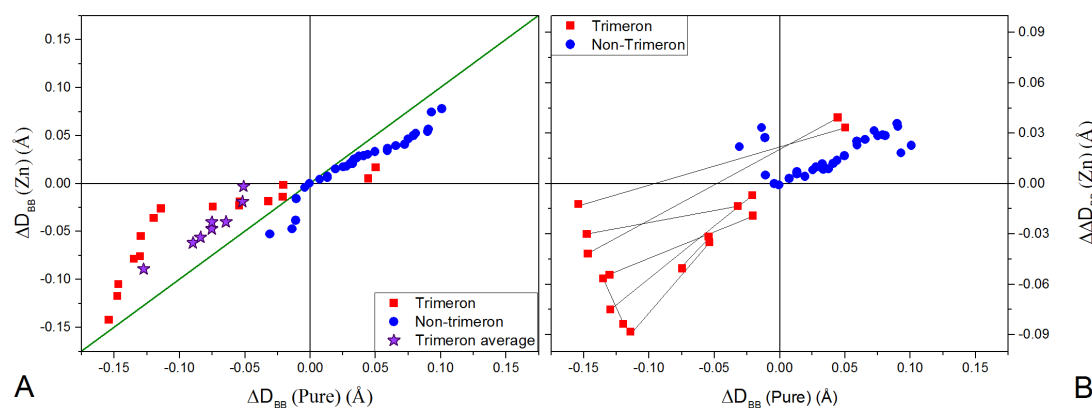 0.15
0.10
0.05
0.00
-0.05
-0.10
-0.15
ΔD_BB (Zn) (Å)
Trimeron
Non-trimeron
Trimeron average
-0.15 -0.10 -0.05 0.00 0.05 0.10 0.15
ΔD_BB (Pure) (Å)
A
Trimeron
Non-Trimeron
0.09
0.06
0.03
0.00
-0.03
-0.06
-0.09
ΔΔD_BB (Zn) (Å)
-0.15 -0.10 -0.05 0.00 0.05 0.10 0.15
ΔD_BB (Pure) (Å)
B